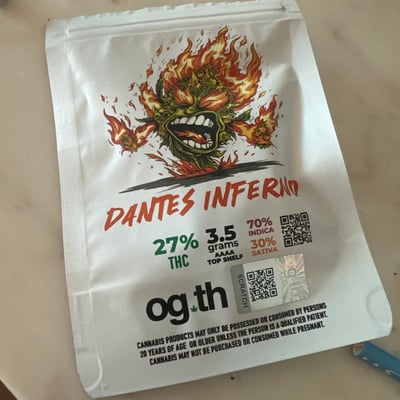 DANTES INFERNO
27%
THC
3.5
grams
AAAA
TOP SHELF
70%
INDICA
30%
SATIVA
SCRATCH
og.th
CANNABIS PRODUCTS MAY ONLY BE POSSESSED OR CONSUMED BY PERSONS
20 YEARS OF AGE OR OLDER UNLESS THE PERSON IS A QUALIFIED PATIENT.
CANNABIS MAY NOT BE PURCHASED OR CONSUMED WHILE PREGNANT.